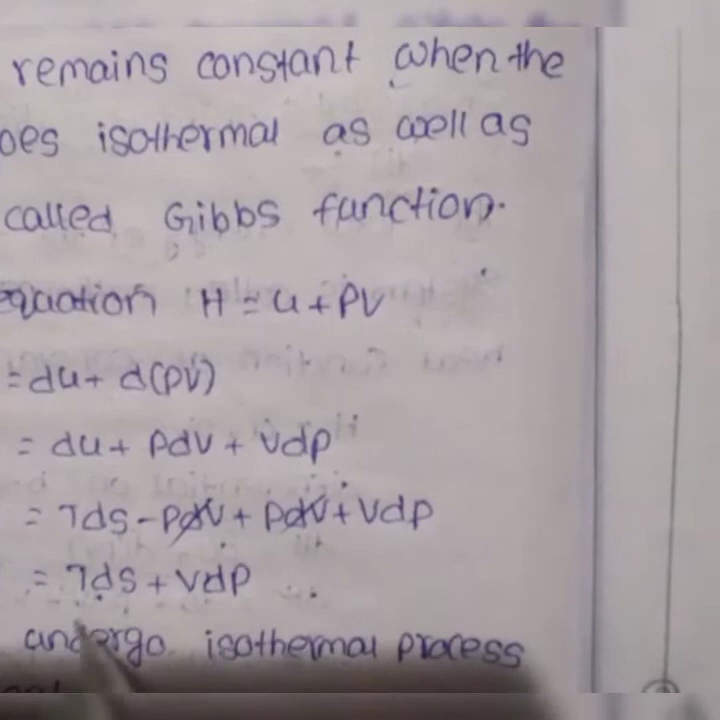 remains constant when the
oes isothermal as well as
called Gibbs function.
equation H = U + PV
= dU + d(PV)
= dU + PdV + VdP
= TdS - PdV + PdV + VdP
= TdS + VdP
undergo isothermal process